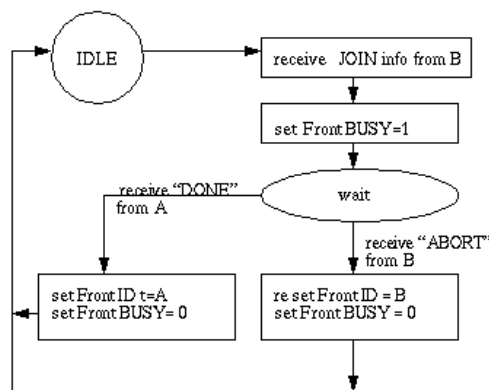 IDLE
receive JOIN info from B
set Front BUSY=1
wait
receive "DONE"
from A
receive "ABORT"
from B
set Front ID t=A
set Front BUSY= 0
re set Front ID = B
set Front BUSY = 0